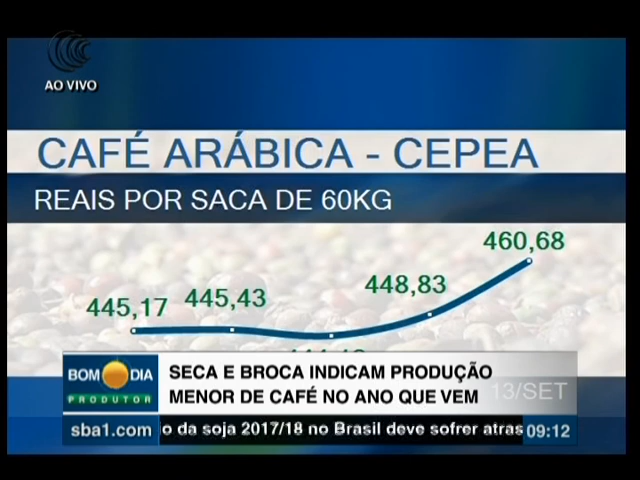 AO VIVO
CAFÉ ARÁBICA - CEPEA
REAIS POR SACA DE 60KG
460,68
448,83
445,17
445,43
BOM DIA
PRODUTOR
SECA E BROCA INDICAM PRODUÇÃO
MENOR DE CAFÉ NO ANO QUE VEM
13/SET
sba1.com
o da soja 2017/18 no Brasil deve sofrer atras
09:12